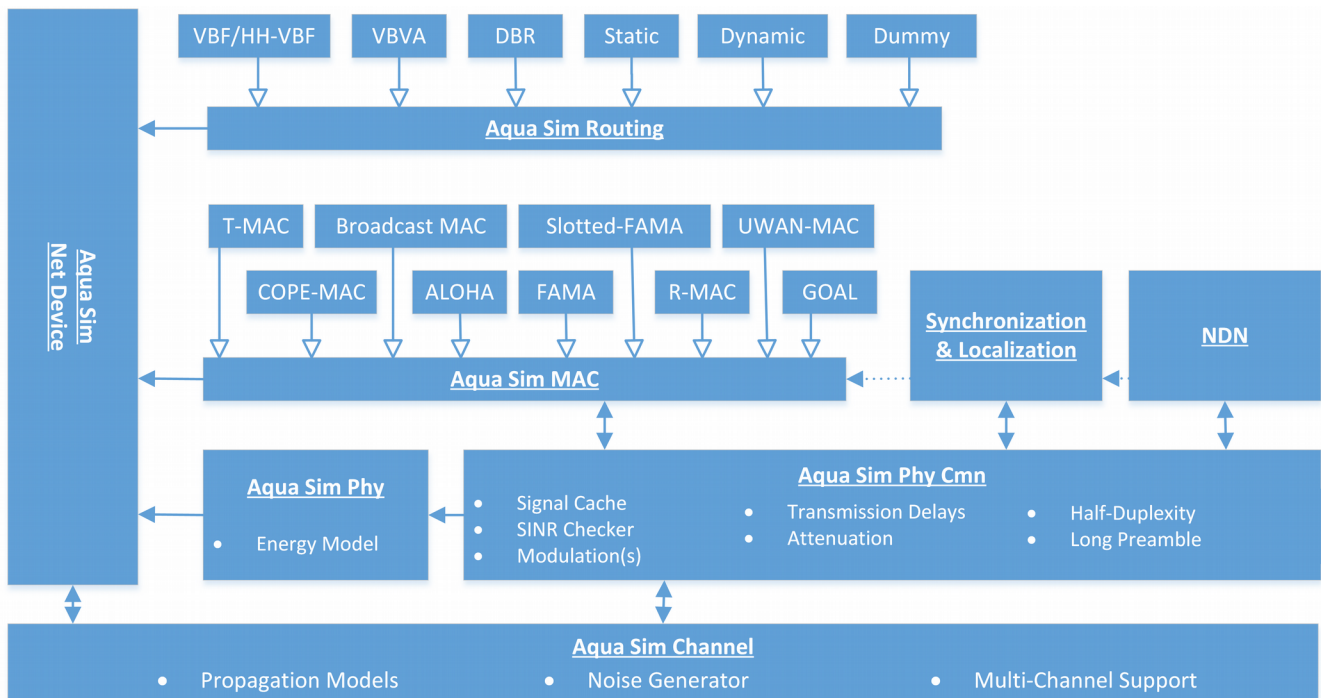 VBF/HH-VBF
VBVA
DBR
Static
Dynamic
Dummy
Aqua Sim Routing
Aqua Sim
Net Device
T-MAC
Broadcast MAC
Slotted-FAMA
UWAN-MAC
COPE-MAC
ALOHA
FAMA
R-MAC
GOAL
Aqua Sim MAC
Synchronization
& Localization
NDN
Aqua Sim Phy
• Energy Model
Aqua Sim Phy Cmn
• Signal Cache
• SINR Checker
• Modulation(s)
• Transmission Delays
• Attenuation
• Half-Duplexity
• Long Preamble
Aqua Sim Channel
• Propagation Models
• Noise Generator
• Multi-Channel Support